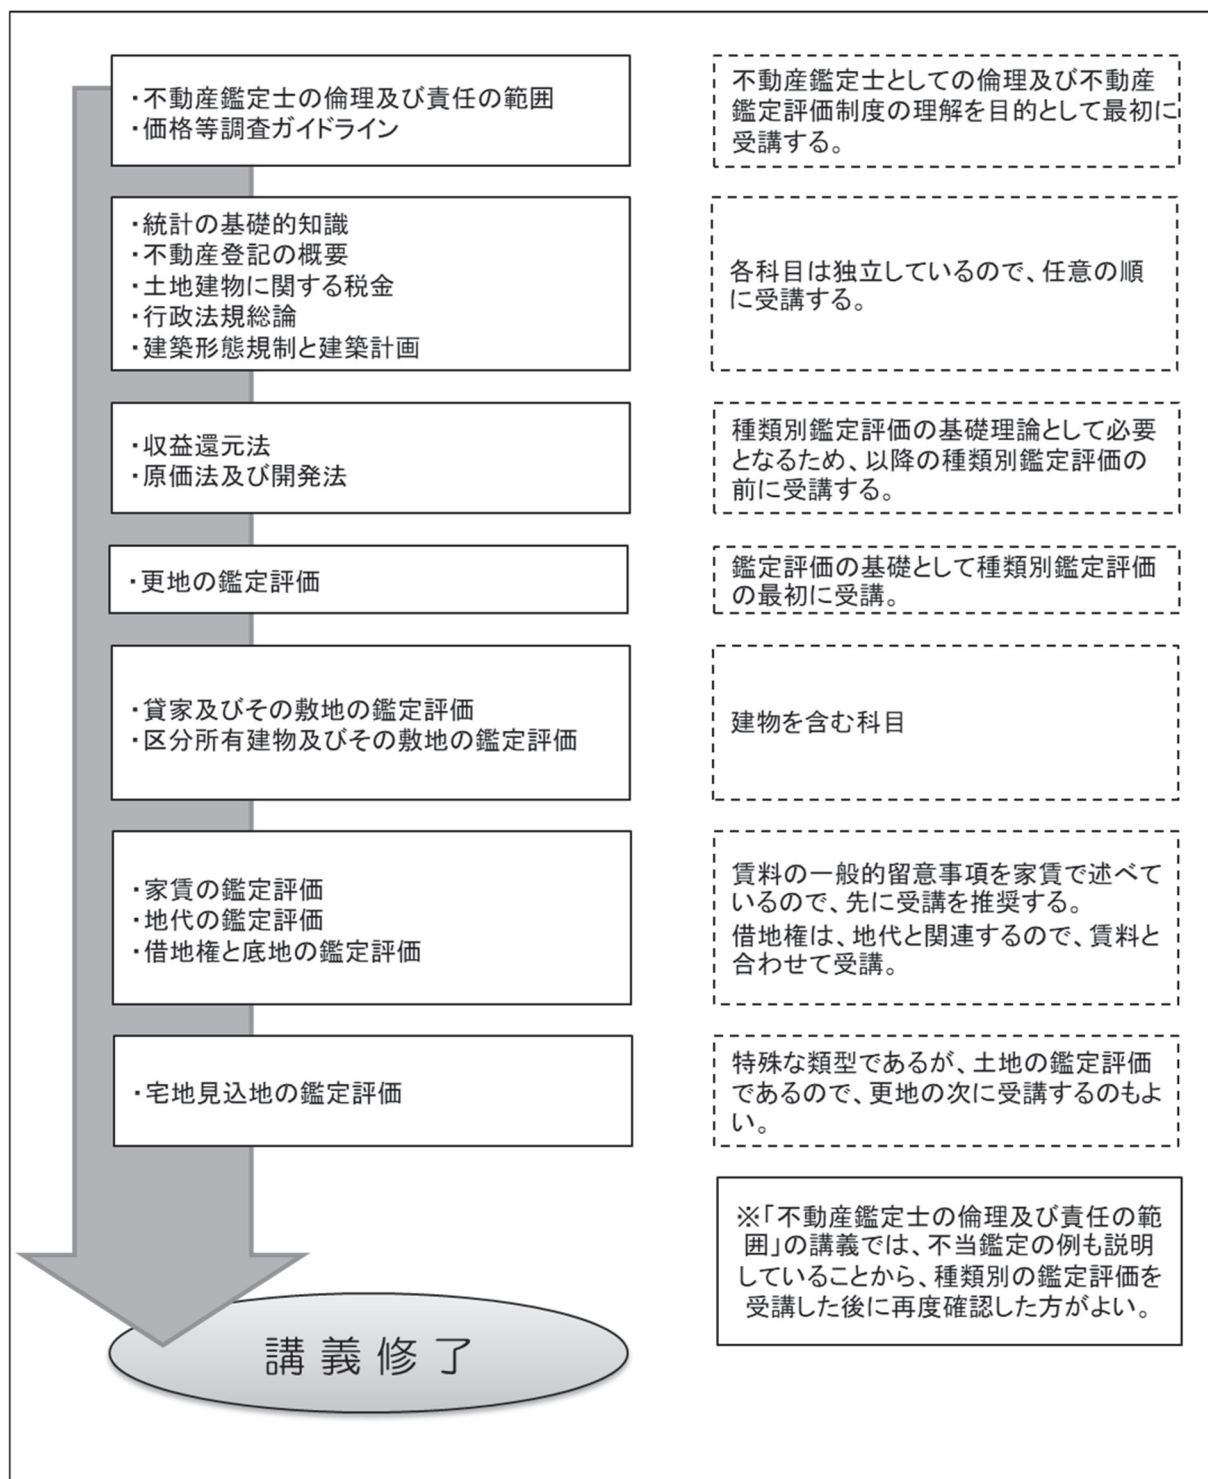 ・不動産鑑定士の倫理及び責任の範囲
・価格等調査ガイドライン
不動産鑑定士としての倫理及び不動産
鑑定評価制度の理解を目的として最初に
受講する。
・統計の基礎的知識
・不動産登記の概要
・土地建物に関する税金
・行政法規総論
・建築形態規制と建築計画
各科目は独立しているので、任意の順
に受講する。
・収益還元法
・原価法及び開発法
種類別鑑定評価の基礎理論として必要
となるため、以降の種類別鑑定評価の
前に受講する。
・更地の鑑定評価
鑑定評価の基礎として種類別鑑定評価
の最初に受講。
・貸家及びその敷地の鑑定評価
・区分所有建物及びその敷地の鑑定評価
建物を含む科目
・家賃の鑑定評価
・地代の鑑定評価
・借地権と底地の鑑定評価
賃料の一般的留意事項を家賃で述べて
いるので、先に受講を推奨する。
借地権は、地代と関連するので、賃料と
合わせて受講。
・宅地見込地の鑑定評価
特殊な類型であるが、土地の鑑定評価
であるので、更地の次に受講するのもよ
い。
※「不動産鑑定士の倫理及び責任の範
囲」の講義では、不当鑑定の例も説明
していることから、種類別の鑑定評価を
受講した後に再度確認した方がよい。
講義修了